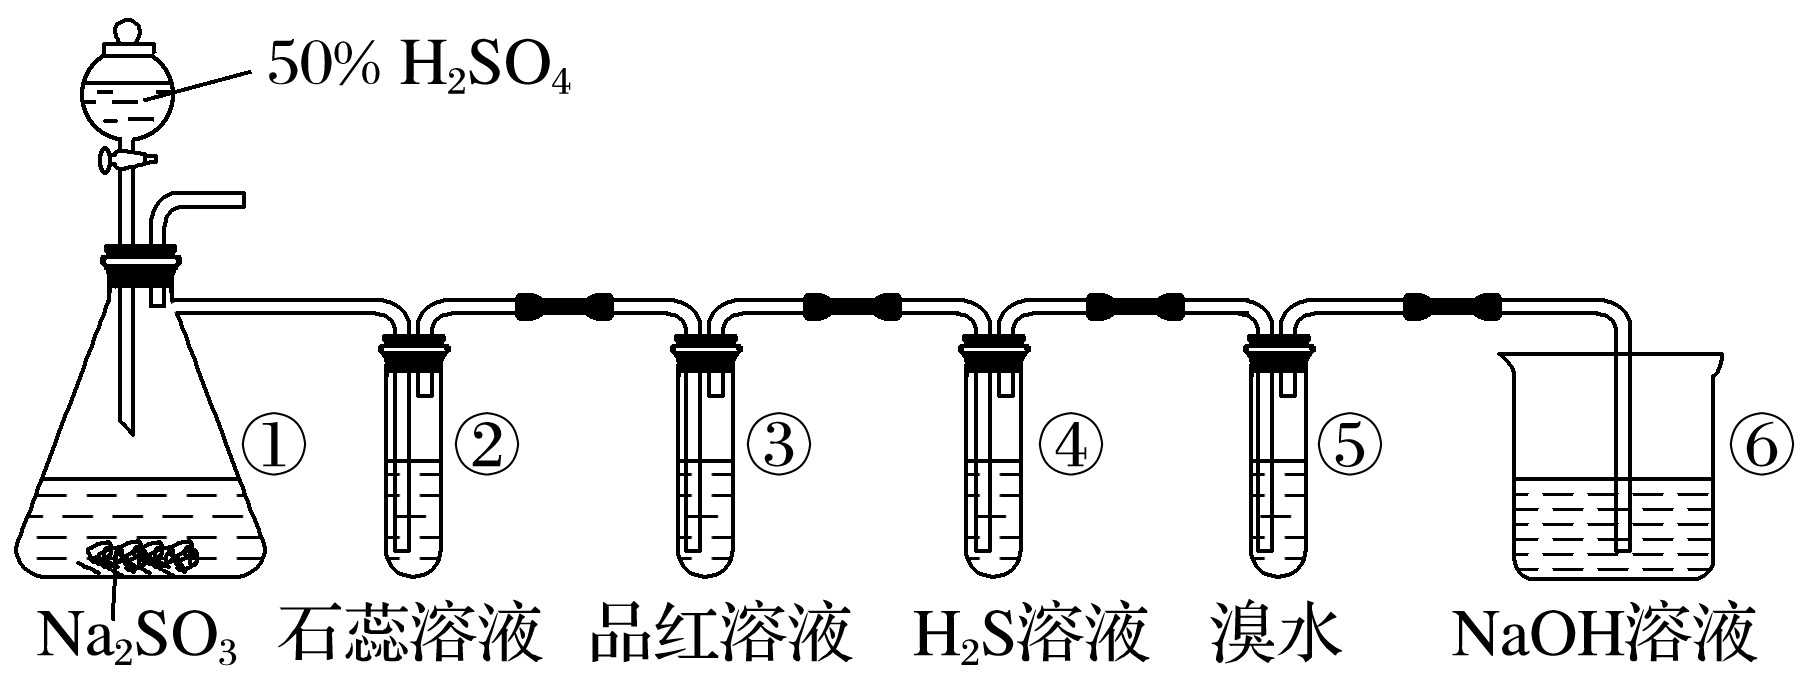 50% H₂SO₄
① ② ③ ④ ⑤ ⑥
Na₂SO₃ 石蕊溶液 品红溶液 H₂S溶液 溴水 NaOH溶液